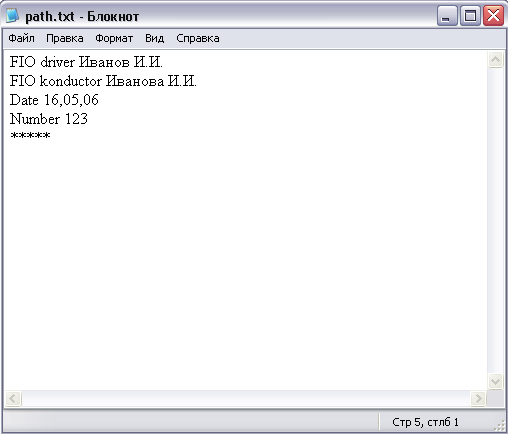 path.txt - Блокнот
Файл Правка Формат Вид Справка
FIO driver Иванов И.И.
FIO konductor Иванова И.И.
Date 16,05,06
Number 123
*****
Стр 5, стлб 1